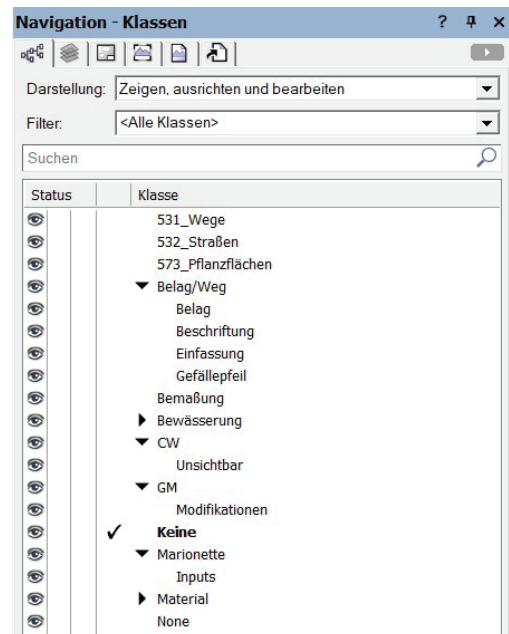 Navigation - Klassen ?
Darstellung: Zeigen, ausrichten und bearbeiten
Filter: <Alle Klassen>
Suchen
Status Klasse
531_Wege
532_Straßen
573_Pflanzflächen
Belag/Weg
Belag
Beschriftung
Einfassung
Gefällepfeil
Bemaßung
Bewässerung
CW
Unsichtbar
GM
Modifikationen
Keine
Marionette
Inputs
Material
None